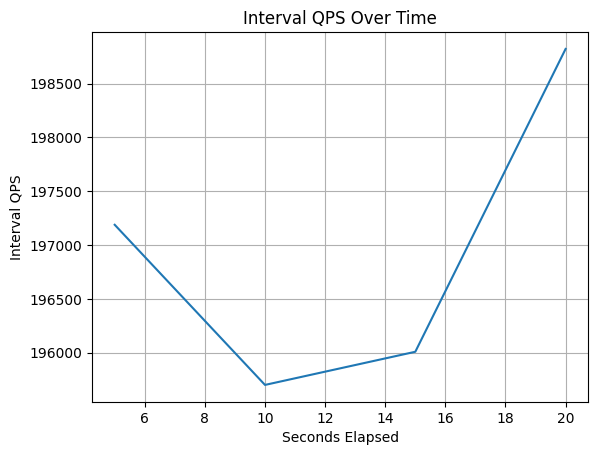 Interval QPS Over Time
Interval QPS
198500
198000
197500
197000
196500
196000
6 8 10 12 14 16 18 20
Seconds Elapsed